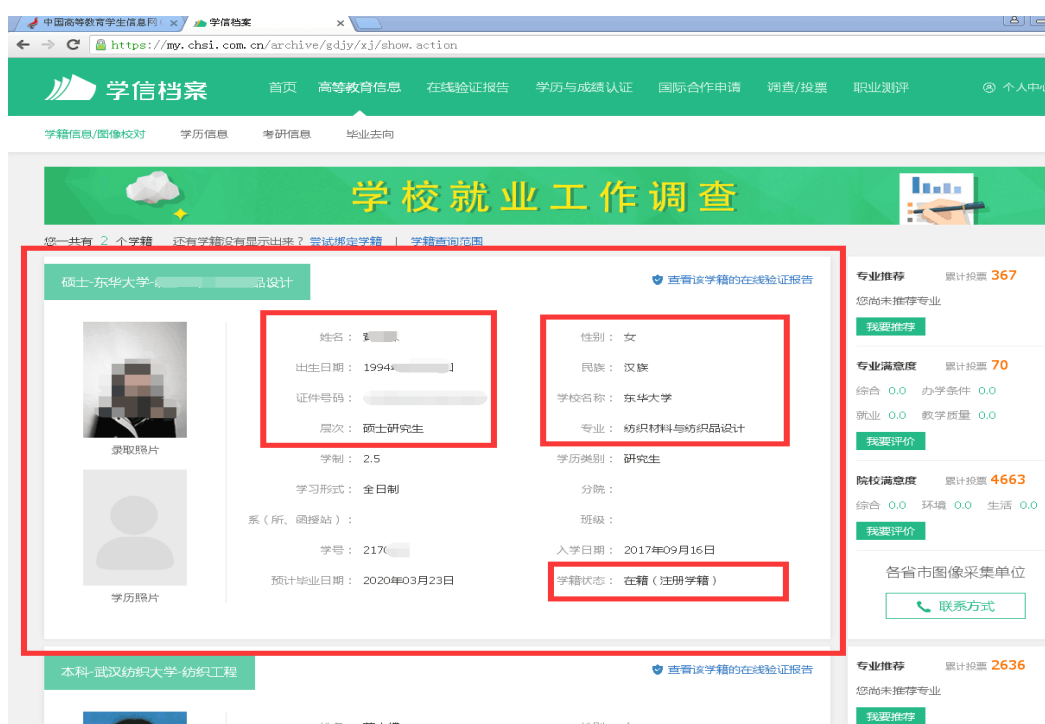 中国高等教育学生信息网(
学信档案
https://my.chsi.com.cn/archive/gdjy/xj/show.action
学信档案
首页 高等教育信息 在线验证报告 学历与成绩认证 国际合作申请 调查/投票 职业测评 个人中心
学籍信息/图像校对 学历信息 考研信息 毕业去向
学校就业工作调查
您一共有 2 个学籍 还有学籍没有显示出来？尝试绑定学籍 | 学籍查询范围
硕士-东华大学- 品设计
查看该学籍的在线验证报告
录取照片
学历照片
姓名：
性别：女
出生日期：1994
民族：汉族
证件号码：
学校名称：东华大学
层次：硕士研究生
专业：纺织材料与纺织品设计
学制：2.5
学历类别：研究生
学习形式：全日制
分院：
系（所、函授站）：
班级：
学号：2170
入学日期：2017年09月16日
预计毕业日期：2020年03月23日
学籍状态：在籍（注册学籍）
专业推荐 累计投票 367
您尚未推荐专业
我要推荐
专业满意度 累计投票 70
综合 0.0 办学条件 0.0
就业 0.0 教学质量 0.0
我要评价
院校满意度 累计投票 4663
综合 0.0 环境 0.0 生活 0.0
我要评价
各省市图像采集单位
联系方式
本科-武汉纺织大学-纺织工程
查看该学籍的在线验证报告
专业推荐 累计投票 2636
您尚未推荐专业
我要推荐